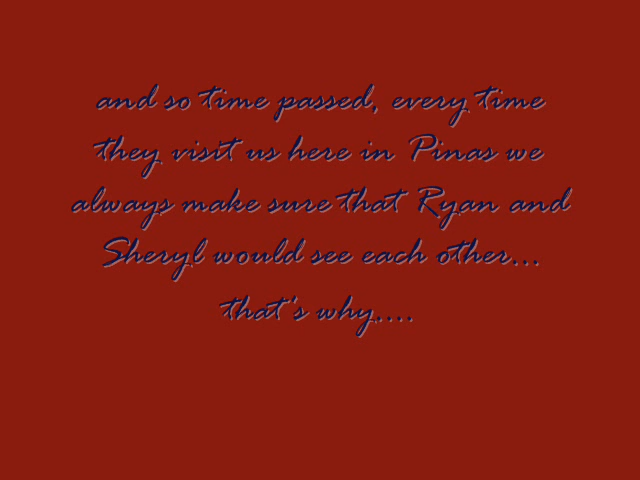 and so time passed, every time
they visit us here in Pinas we
always make sure that Ryan and
Sheryl would see each other...
that's why....